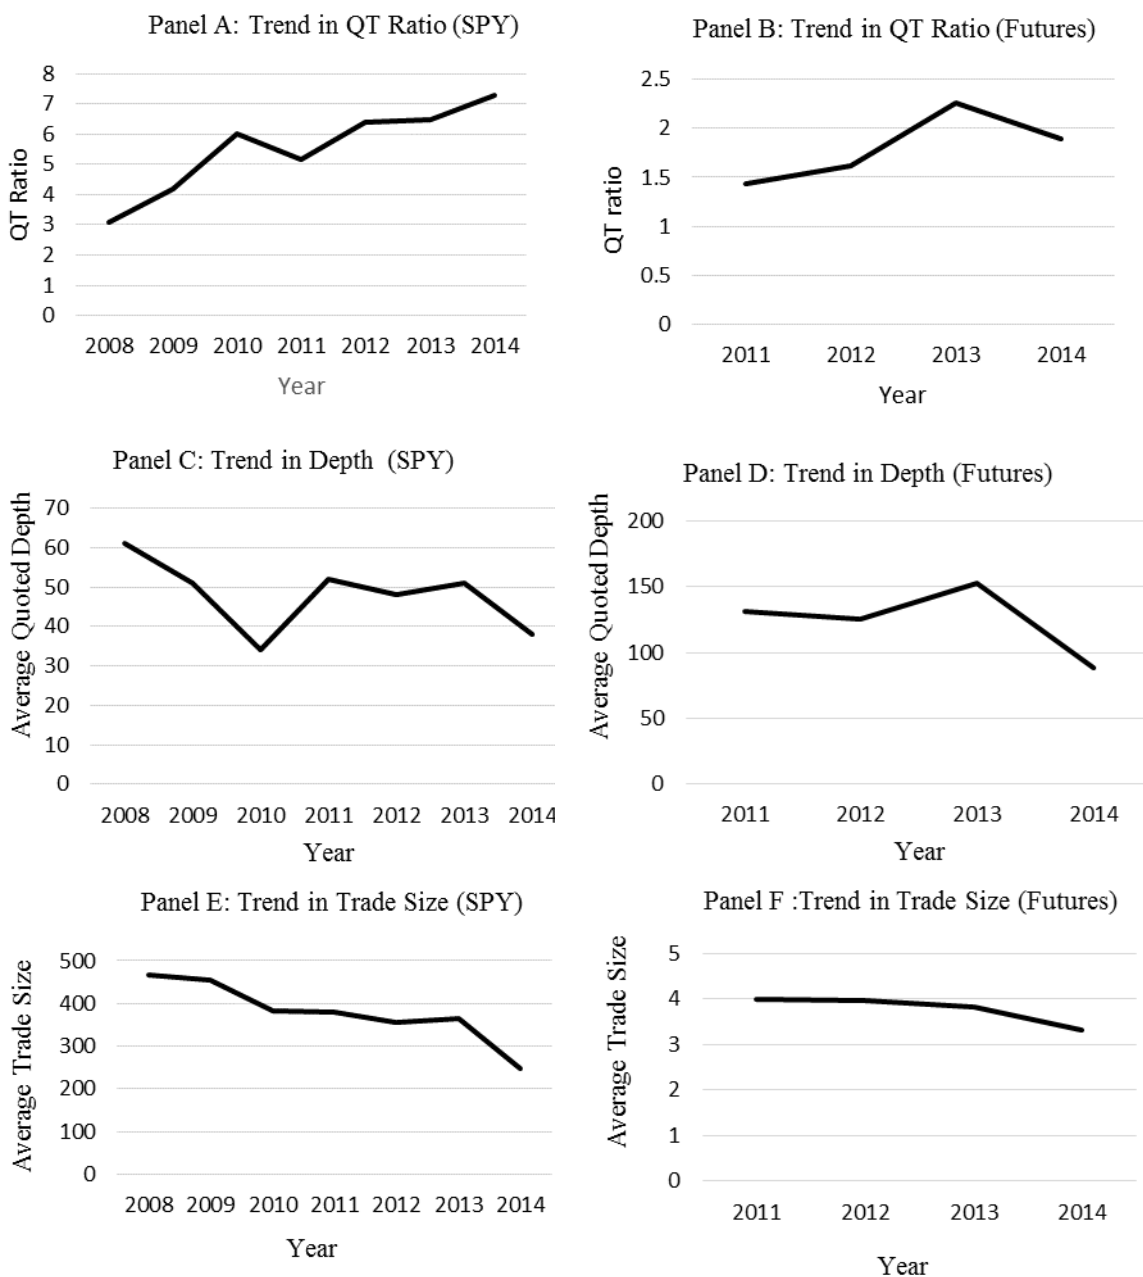 Panel A: Trend in QT Ratio (SPY)
QT Ratio
8
7
6
5
4
3
2
1
0
2008 2009 2010 2011 2012 2013 2014
Year
Panel B: Trend in QT Ratio (Futures)
QT ratio
2.5
2
1.5
1
0.5
0
2011 2012 2013 2014
Year
Panel C: Trend in Depth (SPY)
Average Quoted Depth
70
60
50
40
30
20
10
0
2008 2009 2010 2011 2012 2013 2014
Year
Panel D: Trend in Depth (Futures)
Average Quoted Depth
200
150
100
50
0
2011 2012 2013 2014
Year
Panel E: Trend in Trade Size (SPY)
Average Trade Size
500
400
300
200
100
0
2008 2009 2010 2011 2012 2013 2014
Year
Panel F :Trend in Trade Size (Futures)
Average Trade Size
5
4
3
2
1
0
2011 2012 2013 2014
Year